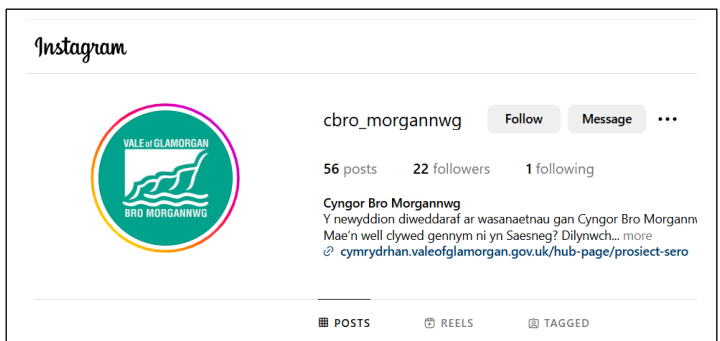 Instagram
VALE of GLAMORGAN
BRO MORGANNWG
cbro_morgannwg Follow Message
56 posts 22 followers 1 following
Cyngor Bro Morgannwg
Y newyddion diweddaraf ar wasanaetnau gan Cyngor Bro Morgannw
Mae'n well clywed gennym ni yn Saesneg? Dilynwch... more
cymrydrhan.valeofglamorgan.gov.uk/hub-page/prosiect-sero
POSTS REELS TAGGED